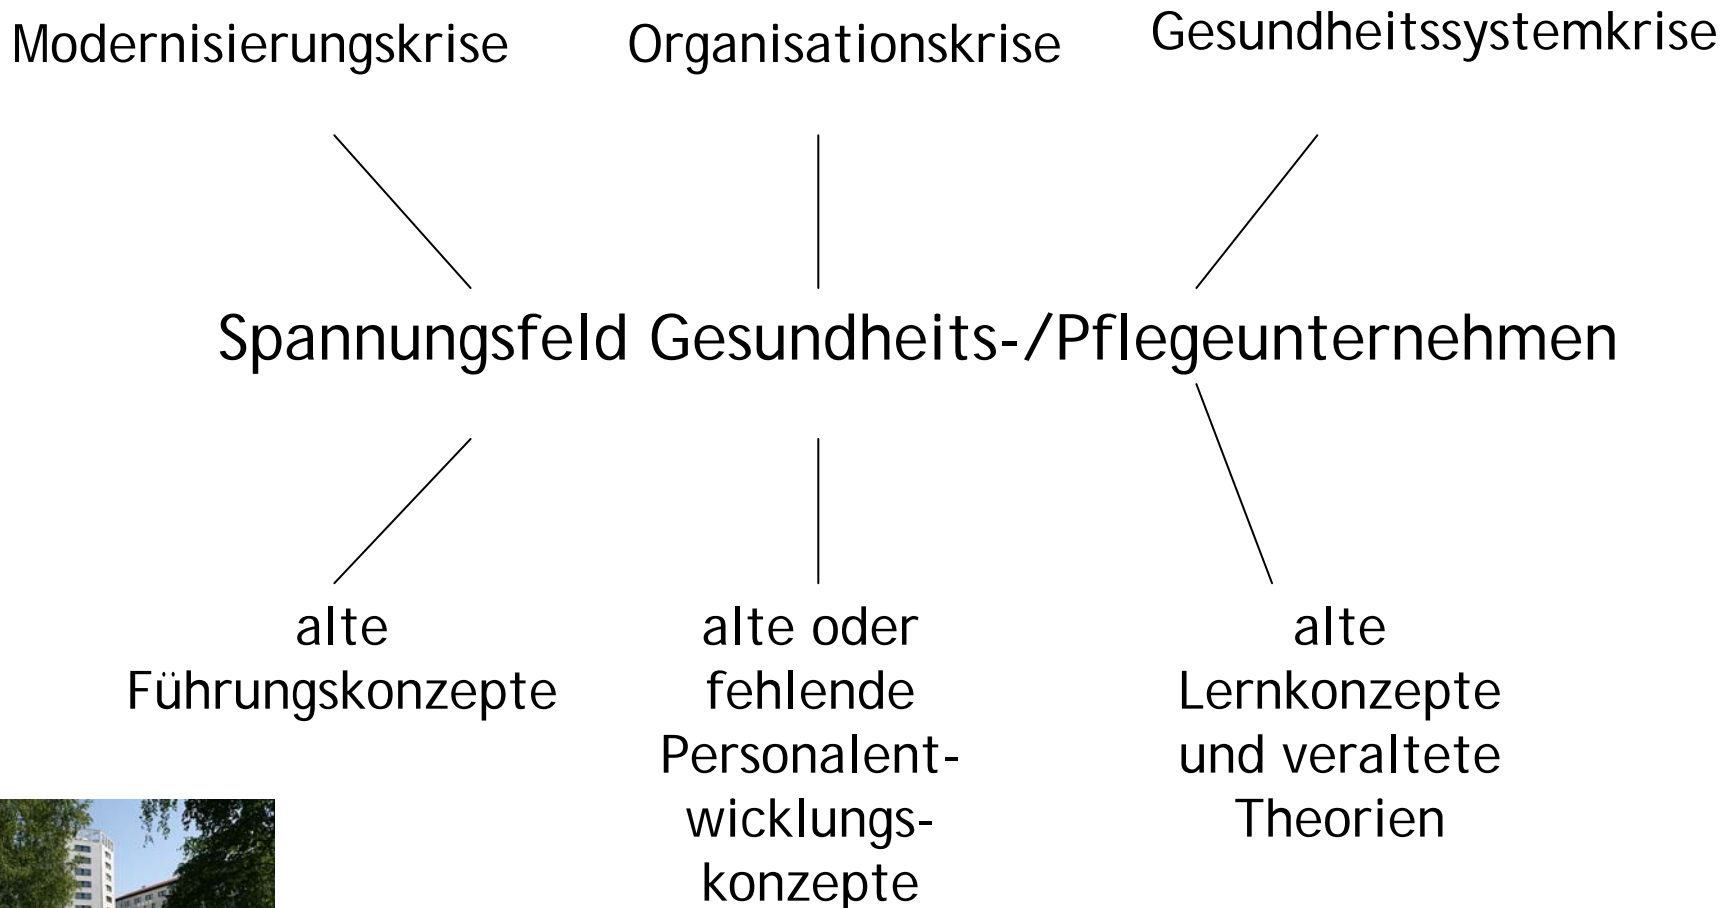 Modernisierungskrise
Organisationskrise
Gesundheitssystemkrise
Spannungsfeld Gesundheits-/Pflegeunternehmen
alte
Führungskonzepte
alte oder
fehlende
Personalent-
wicklungs-
konzepte
alte
Lernkonzepte
und veraltete
Theorien